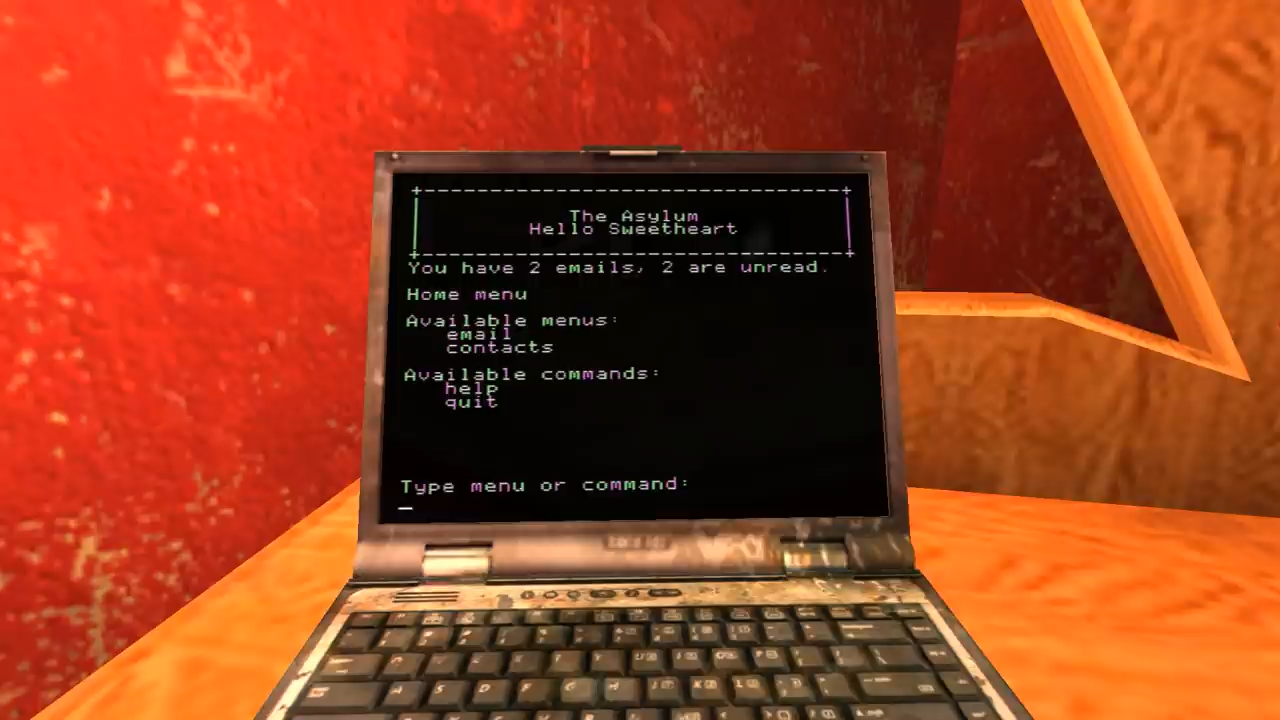 The Asylum
Hello Sweetheart
You have 2 emails, 2 are unread.
Home menu
Available menus:
email
contacts
Available commands:
help
quit
Type menu or command: